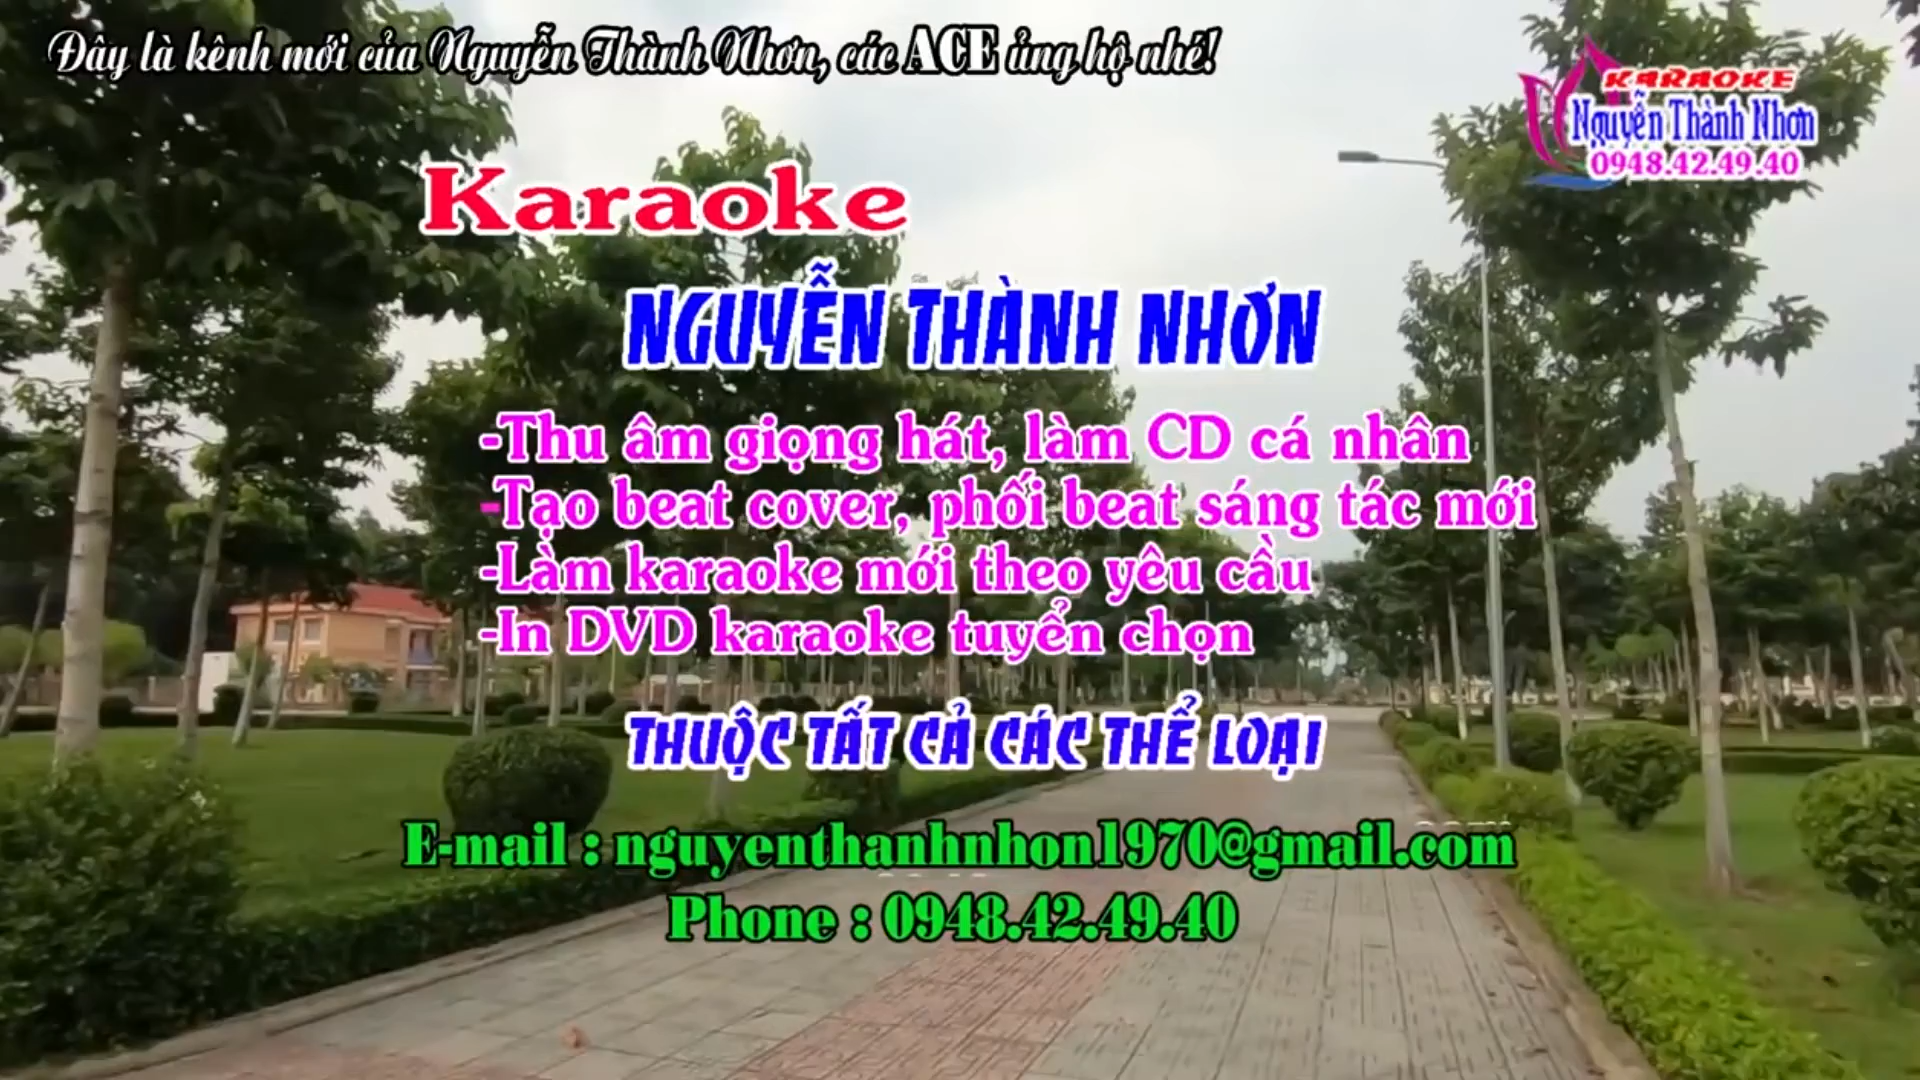 Đây là kênh mới của Nguyễn Thành Nhơn, các ACE ủng hộ nhé!
KARAOKE
Nguyễn Thành Nhơn
0948.42.49.40
Karaoke
NGUYỄN THÀNH NHƠN
-Thu âm giọng hát, làm CD cá nhân
-Tạo beat cover, phối beat sáng tác mới
-Làm karaoke mới theo yêu cầu
-In DVD karaoke tuyển chọn
THUỘC TẤT CẢ CÁC THỂ LOẠI
E-mail : nguyenthanhnhon1970@gmail.com
Phone : 0948.42.49.40